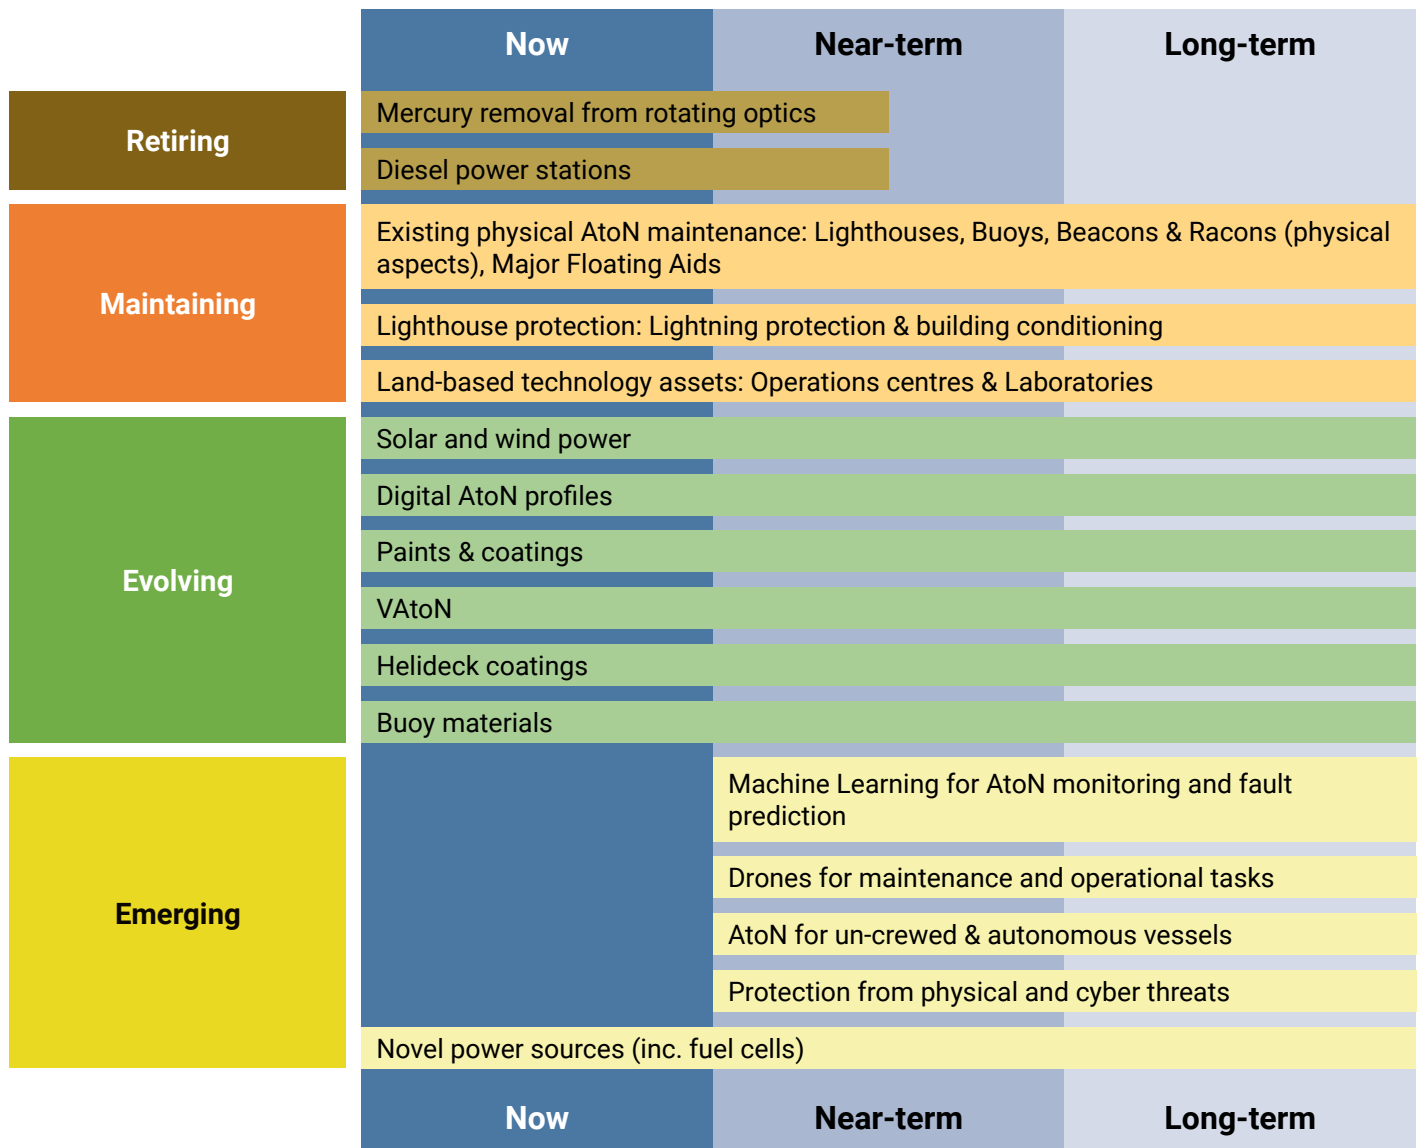 Now Near-term Long-term
Retiring
Mercury removal from rotating optics
Diesel power stations
Maintaining
Existing physical AtoN maintenance: Lighthouses, Buoys, Beacons & Racons (physical
aspects), Major Floating Aids
Lighthouse protection: Lightning protection & building conditioning
Land-based technology assets: Operations centres & Laboratories
Evolving
Solar and wind power
Digital AtoN profiles
Paints & coatings
VAtoN
Helideck coatings
Buoy materials
Emerging
Machine Learning for AtoN monitoring and fault
prediction
Drones for maintenance and operational tasks
AtoN for un-crewed & autonomous vessels
Protection from physical and cyber threats
Novel power sources (inc. fuel cells)
Now Near-term Long-term